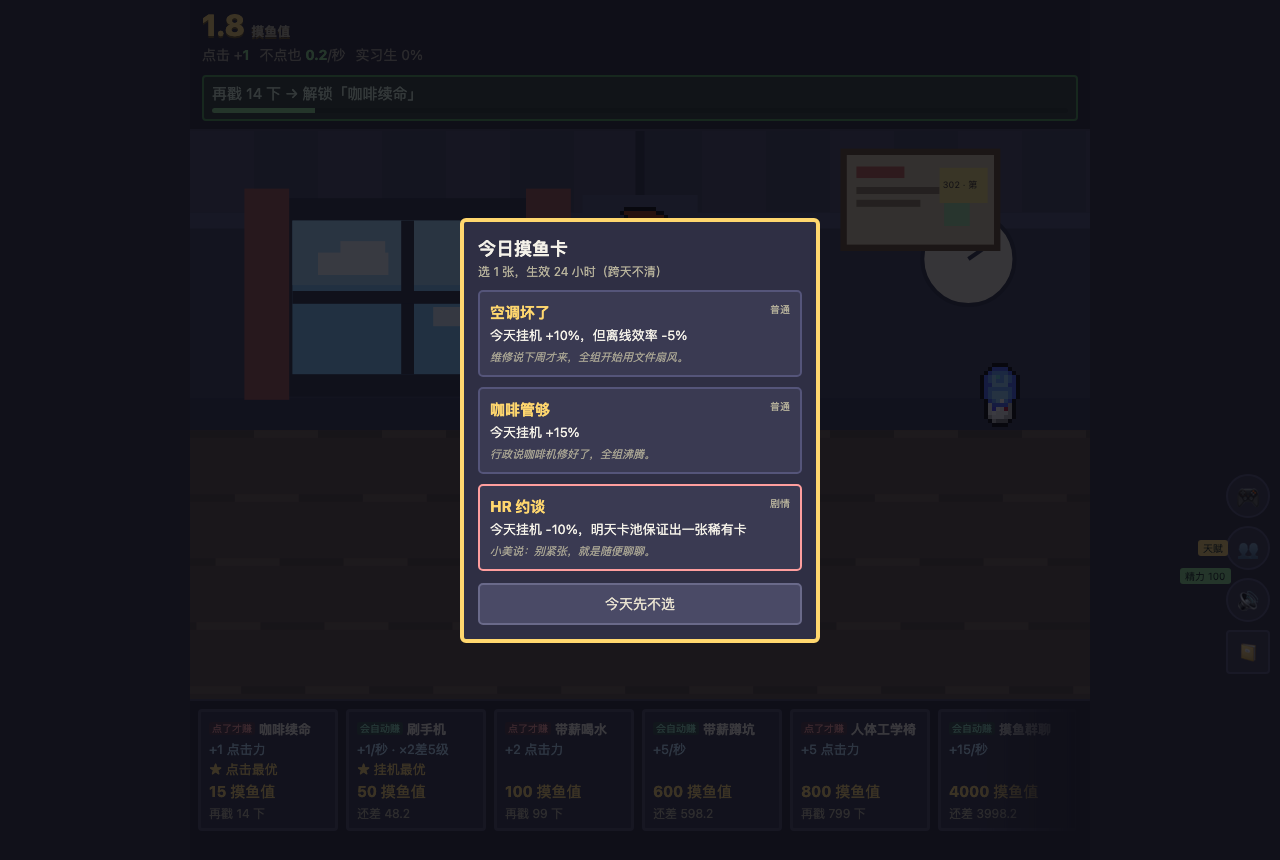 1.8 摸鱼值
点击 +1 不点也 0.2/秒 实习生 0%
再戳 14 下 → 解锁「咖啡续命」
302 · 第
今日摸鱼卡
选 1 张，生效 24 小时（跨天不清）
空调坏了 普通
今天挂机 +10%，但离线效率 -5%
维修说下周才来，全组开始用文件扇风。
咖啡管够 普通
今天挂机 +15%
行政说咖啡机修好了，全组沸腾。
HR 约谈 剧情
今天挂机 -10%，明天卡池保证出一张稀有卡
小美说：别紧张，就是随便聊聊。
今天先不选
天赋
精力 100
点了才赚 咖啡续命
+1 点击力
★ 点击最优
15 摸鱼值
再戳 14 下
会自动赚 刷手机
+1/秒 · ×2差5级
★ 挂机最优
50 摸鱼值
还差 48.2
点了才赚 带薪喝水
+2 点击力
100 摸鱼值
再戳 99 下
会自动赚 带薪蹲坑
+5/秒
600 摸鱼值
还差 598.2
点了才赚 人体工学椅
+5 点击力
800 摸鱼值
再戳 799 下
会自动赚 摸鱼群聊
+15/秒
4000 摸鱼值
还差 3998.2